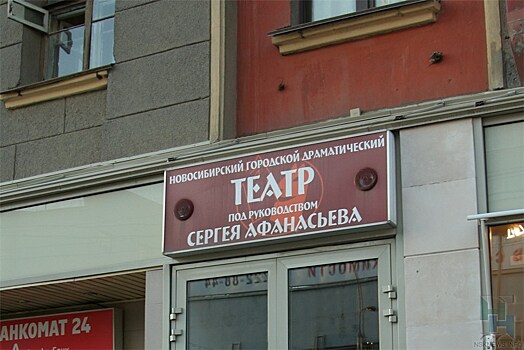 НОВОСИБИРСКИЙ ГОРОДСКОЙ ДРАМАТИЧЕСКИЙ
ТЕАТР
ПОД РУКОВОДСТВОМ
СЕРГЕЯ АФАНАСЬЕВА
АНКОМАТ 24